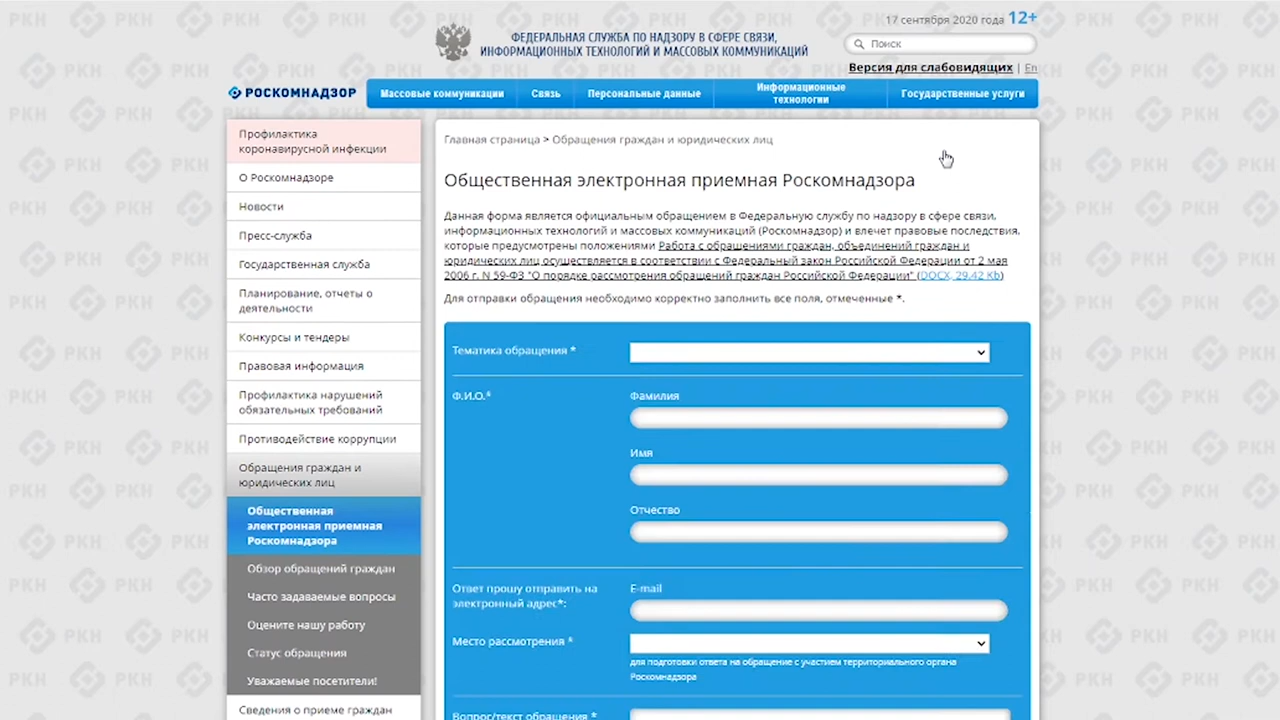 17 сентября 2020 года 12+
ФЕДЕРАЛЬНАЯ СЛУЖБА ПО НАДЗОРУ В СФЕРЕ СВЯЗИ,
ИНФОРМАЦИОННЫХ ТЕХНОЛОГИЙ И МАССОВЫХ КОММУНИКАЦИЙ
Поиск
Версия для слабовидящих | En
РОСКОМНАДЗОР
Массовые коммуникации
Связь
Персональные данные
Информационные
технологии
Государственные услуги
Профилактика
коронавирусной инфекции
О Роскомнадзоре
Новости
Пресс-служба
Государственная служба
Планирование, отчеты о
деятельности
Конкурсы и тендеры
Правовая информация
Профилактика нарушений
обязательных требований
Противодействие коррупции
Обращения граждан и
юридических лиц
Общественная
электронная приемная
Роскомнадзора
Обзор обращений граждан
Часто задаваемые вопросы
Оцените нашу работу
Статус обращения
Уважаемые посетители!
Сведения о приеме граждан
Главная страница > Обращения граждан и юридических лиц
Общественная электронная приемная Роскомнадзора
Данная форма является официальным обращением в Федеральную службу по надзору в сфере связи,
информационных технологий и массовых коммуникаций (Роскомнадзор) и влечет правовые последствия,
которые предусмотрены положениями Работа с обращениями граждан, объединений граждан и
юридических лиц осуществляется в соответствии с Федеральный закон Российской Федерации от 2 мая
2006 г. N 59-ФЗ "О порядке рассмотрения обращений граждан Российской Федерации" (DOCX, 29.42 Kb)
Для отправки обращения необходимо корректно заполнить все поля, отмеченные *.
Тематика обращения *
Ф.И.О.*
Фамилия
Имя
Отчество
Ответ прошу отправить на
электронный адрес*:
E-mail
Место рассмотрения *
для подготовки ответа на обращение с участием территориального органа
Роскомнадзора
Вопрос/текст обращения *